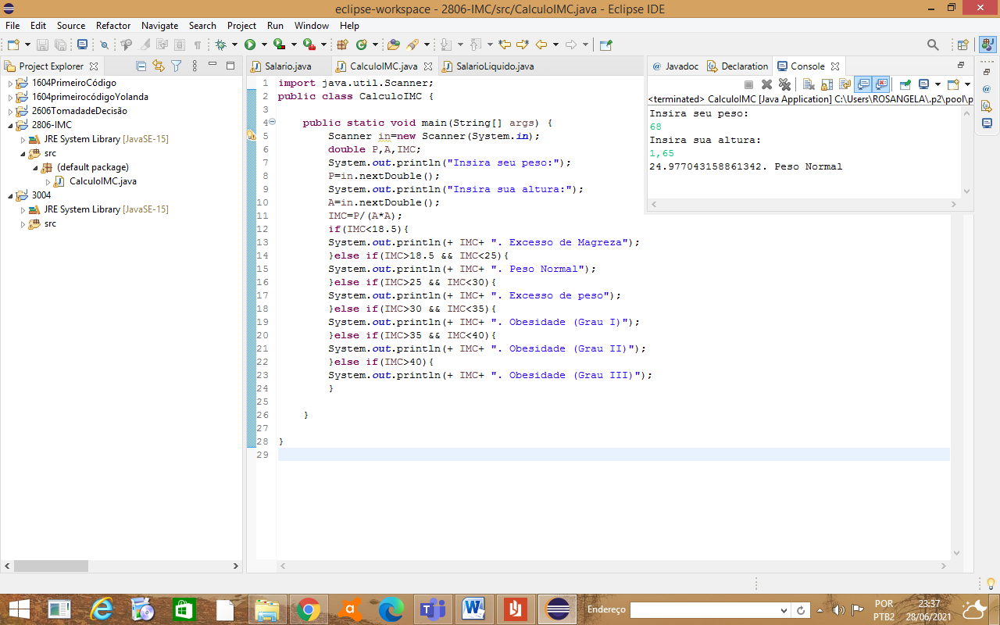 eclipse-workspace - 2806-IMC/src/CalculoIMC.java - Eclipse IDE
File Edit Source Refactor Navigate Search Project Run Window Help
Project Explorer
1604PrimeiroCódigo
1604primeirocódigoYolanda
2606TomadadeDecisão
2806-IMC
JRE System Library [JavaSE-15]
src
(default package)
CalculoIMC.java
3004
JRE System Library [JavaSE-15]
src
Salario.java CalculoIMC.java SalarioLiquido.java
1 import java.util.Scanner;
2 public class CalculoIMC {
3
4 public static void main(String[] args) {
5 Scanner in=new Scanner(System.in);
6 double P,A,IMC;
7 System.out.println("Insira seu peso:");
8 P=in.nextDouble();
9 System.out.println("Insira sua altura:");
10 A=in.nextDouble();
11 IMC=P/(A*A);
12 if(IMC<18.5){
13 System.out.println(+ IMC+ ". Excesso de Magreza");
14 }else if(IMC>18.5 && IMC<25){
15 System.out.println(+ IMC+ ". Peso Normal");
16 }else if(IMC>25 && IMC<30){
17 System.out.println(+ IMC+ ". Excesso de peso");
18 }else if(IMC>30 && IMC<35){
19 System.out.println(+ IMC+ ". Obesidade (Grau I)");
20 }else if(IMC>35 && IMC<40){
21 System.out.println(+ IMC+ ". Obesidade (Grau II)");
22 }else if(IMC>40){
23 System.out.println(+ IMC+ ". Obesidade (Grau III)");
24 }
25
26 }
27
28 }
29
@ Javadoc Declaration Console
<terminated> CalculoIMC [Java Application] C:\Users\ROSANGELA\.p2\pool\p
Insira seu peso:
68
Insira sua altura:
1,65
24.977043158861342. Peso Normal
Endereço
POR
PTB2
23:37
28/06/2021